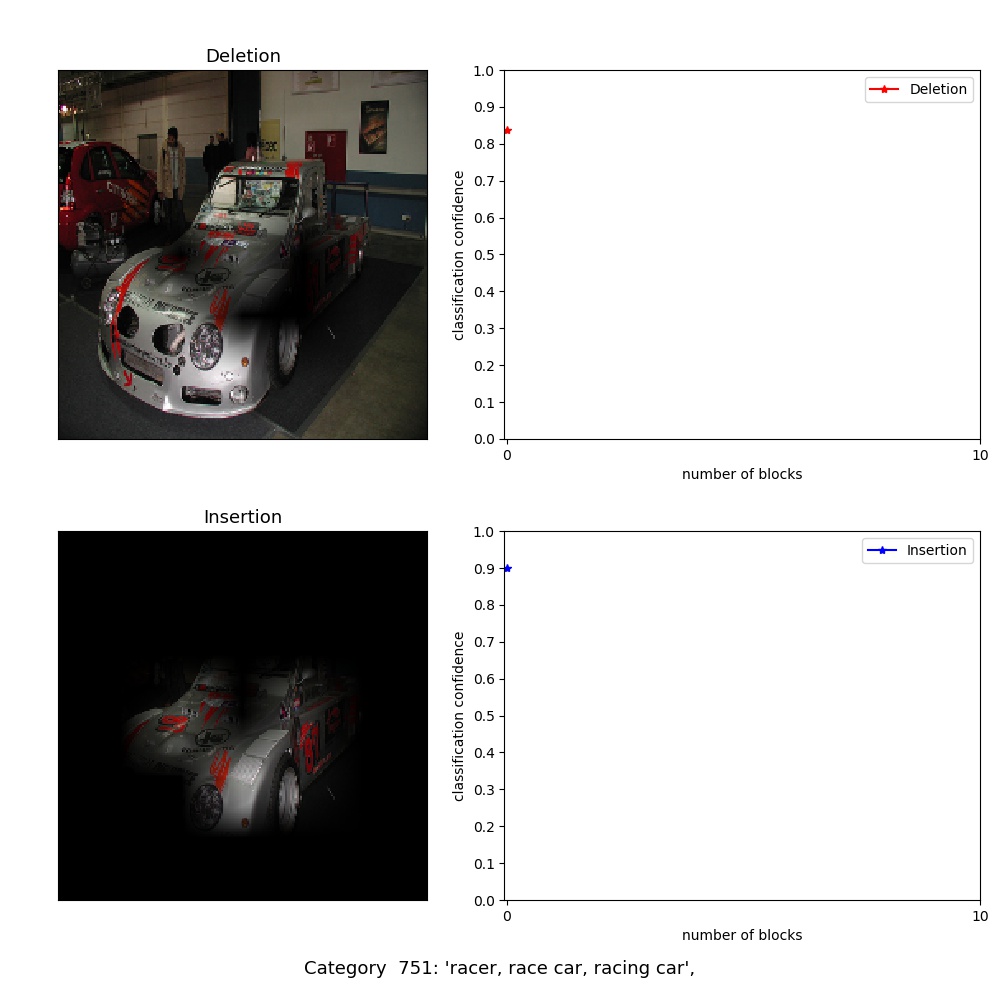 Deletion
1.0
0.9
0.8
0.7
0.6
0.5
0.4
0.3
0.2
0.1
0.0
classification confidence
Deletion
0
10
number of blocks
Insertion
1.0
0.9
0.8
0.7
0.6
0.5
0.4
0.3
0.2
0.1
0.0
classification confidence
Insertion
0
10
number of blocks
Category 751: 'racer, race car, racing car',